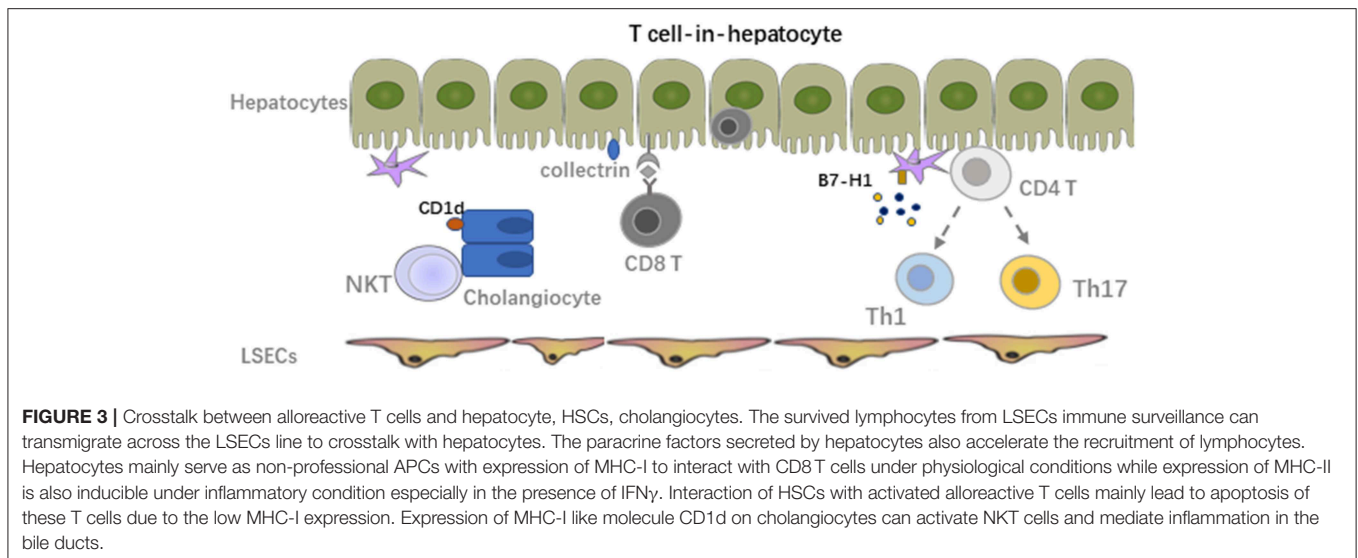 T cell-in-hepatocyte
Hepatocytes
collectrin
B7-H1
CD4 T
CD1d
CD8 T
NKT
Cholangiocyte
Th1
Th17
LSECs
FIGURE 3 | Crosstalk between alloreactive T cells and hepatocyte, HSCs, cholangiocytes. The survived lymphocytes from LSECs immune surveillance can
transmigrate across the LSECs line to crosstalk with hepatocytes. The paracrine factors secreted by hepatocytes also accelerate the recruitment of lymphocytes.
Hepatocytes mainly serve as non-professional APCs with expression of MHC-I to interact with CD8 T cells under physiological conditions while expression of MHC-II
is also inducible under inflammatory condition especially in the presence of IFNγ. Interaction of HSCs with activated alloreactive T cells mainly lead to apoptosis of
these T cells due to the low MHC-I expression. Expression of MHC-I like molecule CD1d on cholangiocytes can activate NKT cells and mediate inflammation in the
bile ducts.